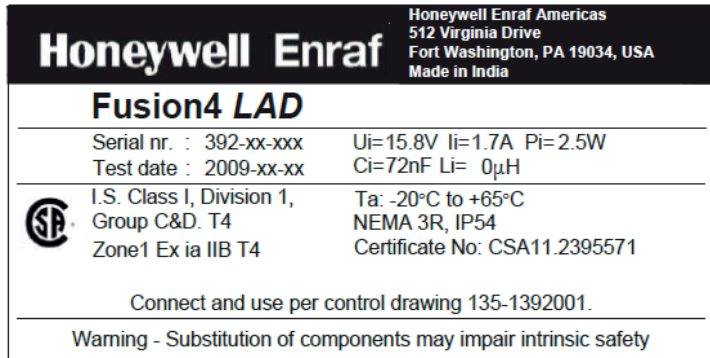 Honeywell Enraf
Honeywell Enraf Americas
512 Virginia Drive
Fort Washington, PA 19034, USA
Made in India
Fusion4 LAD
Serial nr. : 392-xx-xxx
Test date : 2009-xx-xx
Ui=15.8V Ii=1.7A Pi=2.5W
Ci=72nF Li= 0µH
SA
I.S. Class I, Division 1,
Group C&D. T4
Zone1 Ex ia IIB T4
Ta: -20°C to +65°C
NEMA 3R, IP54
Certificate No: CSA11.2395571
Connect and use per control drawing 135-1392001.
Warning - Substitution of components may impair intrinsic safety